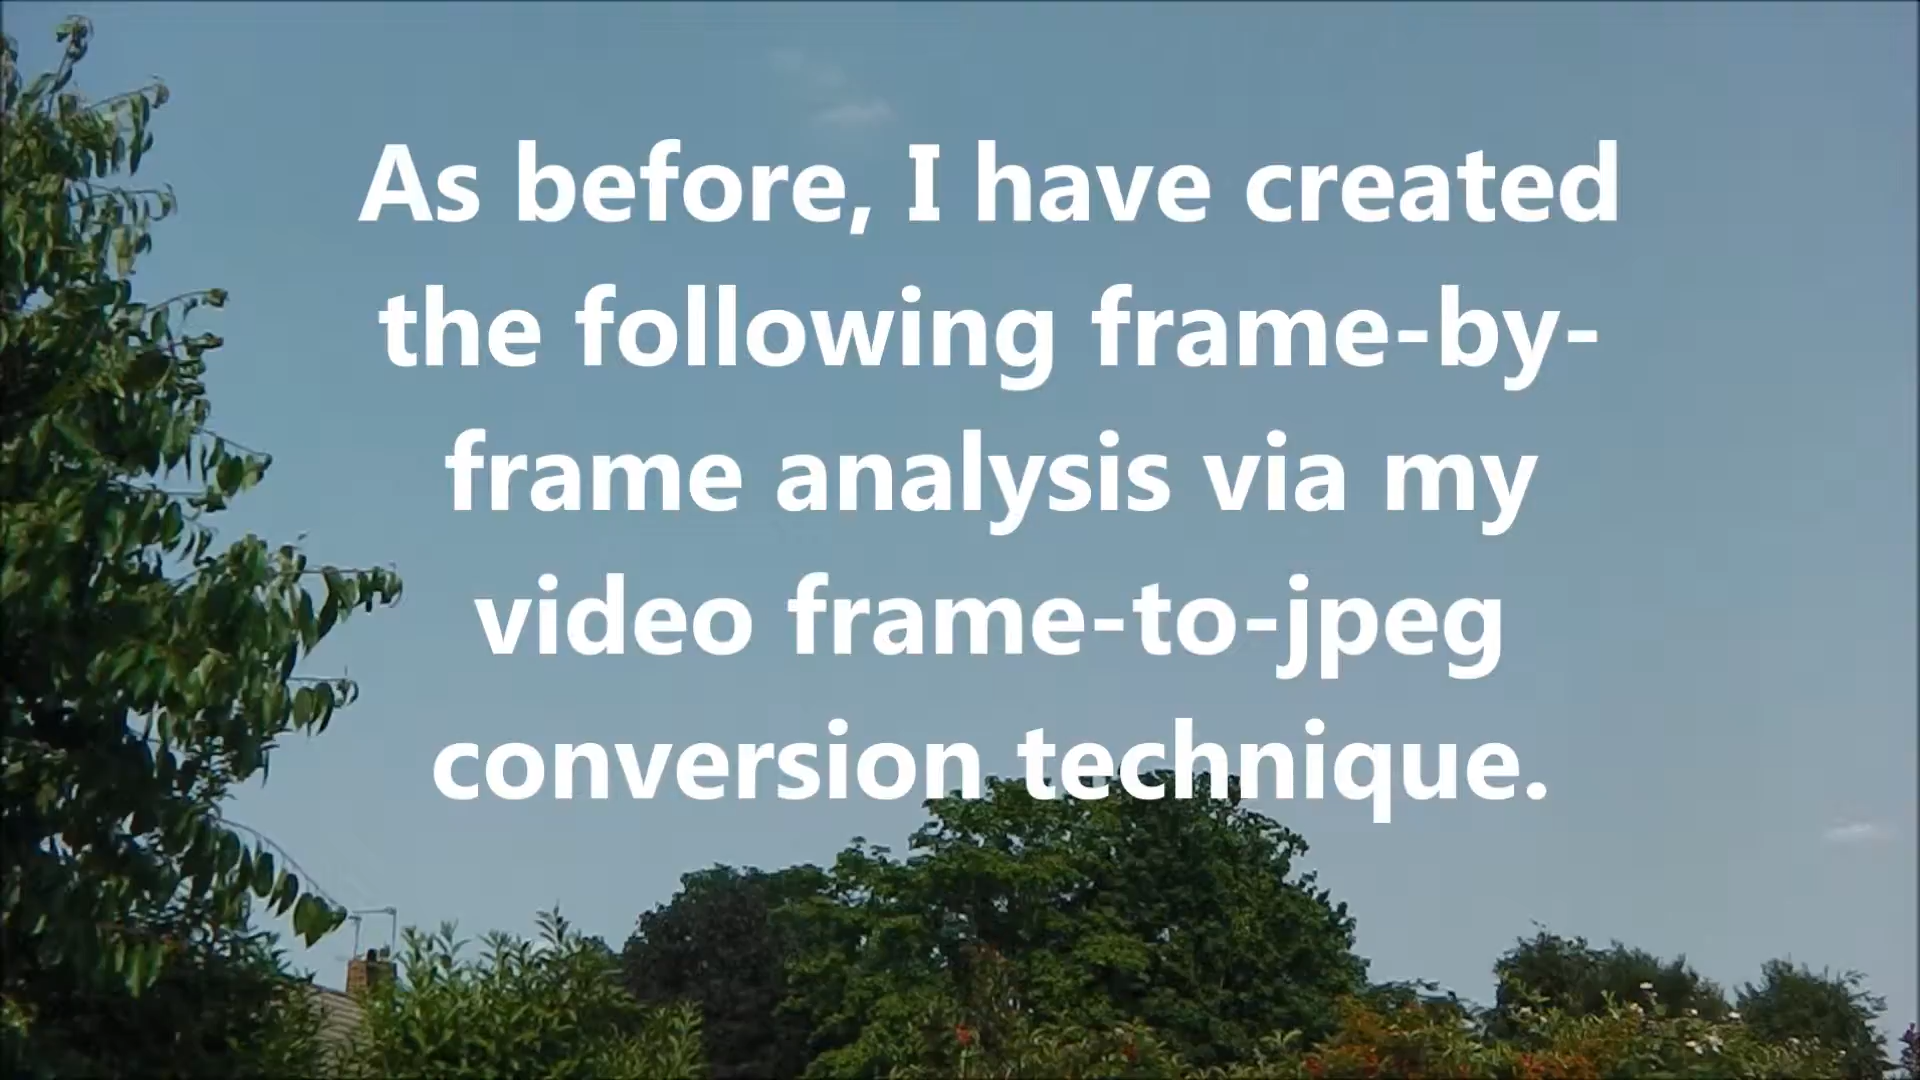 As before, I have created
the following frame-by-
frame analysis via my
video frame-to-jpeg
conversion technique.